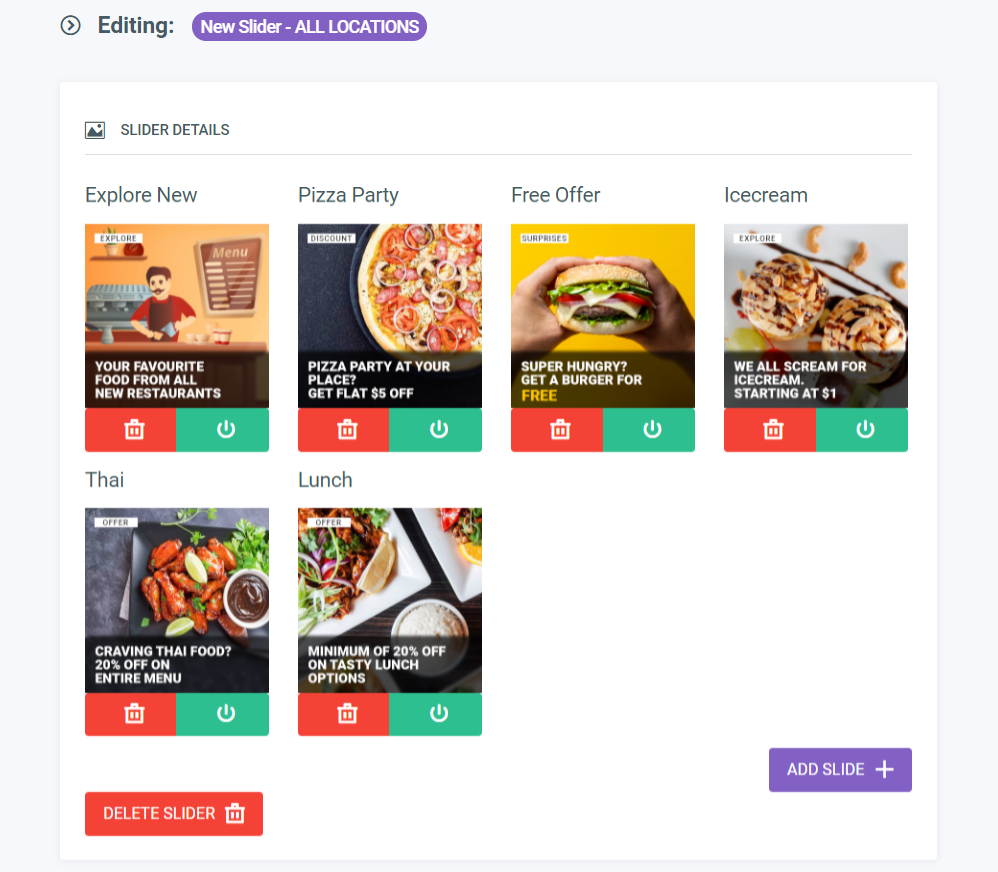 Editing: New Slider - ALL LOCATIONS
SLIDER DETAILS
Explore New
EXPLORE
Menu
YOUR FAVOURITE
FOOD FROM ALL
NEW RESTAURANTS
Pizza Party
DISCOUNT
PIZZA PARTY AT YOUR
PLACE?
GET FLAT $5 OFF
Free Offer
SURPRISES
SUPER HUNGRY?
GET A BURGER FOR
FREE
Icecream
EXPLORE
WE ALL SCREAM FOR
ICECREAM.
STARTING AT $1
Thai
OFFER
CRAVING THAI FOOD?
20% OFF ON
ENTIRE MENU
Lunch
OFFER
MINIMUM OF 20% OFF
ON TASTY LUNCH
OPTIONS
ADD SLIDE
DELETE SLIDER